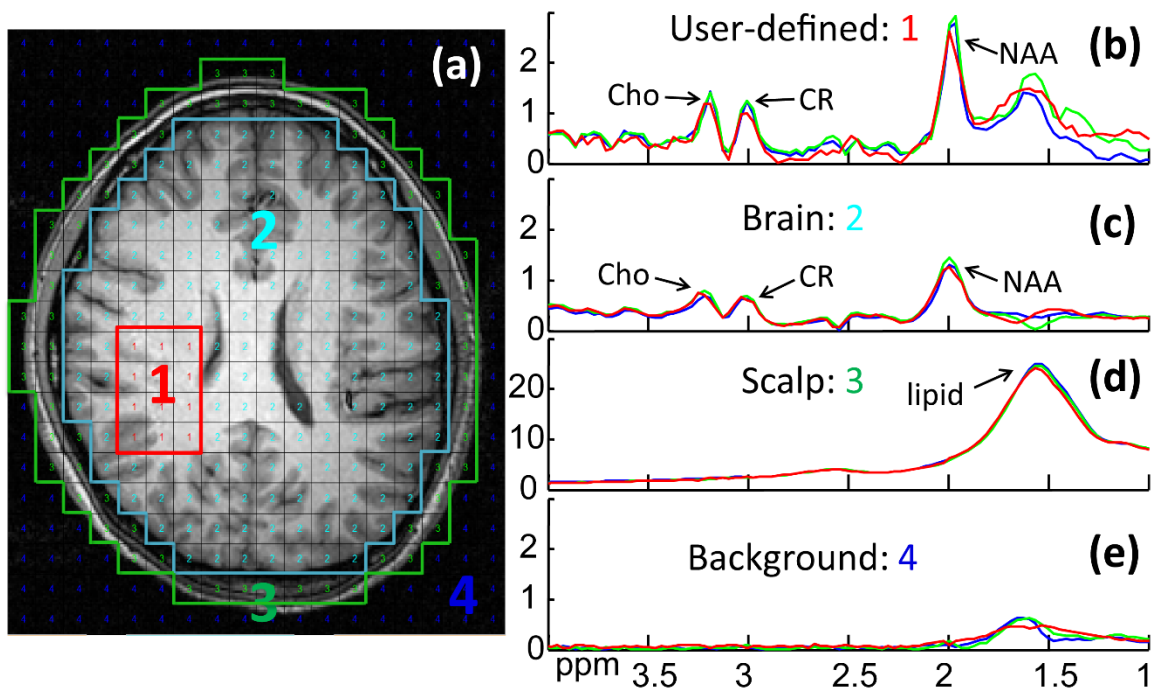 (a)
1
2
3
4
User-defined: 1
(b)
2
1
0
Cho
CR
NAA
Brain: 2
(c)
2
1
0
Cho
CR
NAA
Scalp: 3
(d)
20
10
0
lipid
Background: 4
(e)
2
1
0
ppm 3.5 3 2.5 2 1.5 1